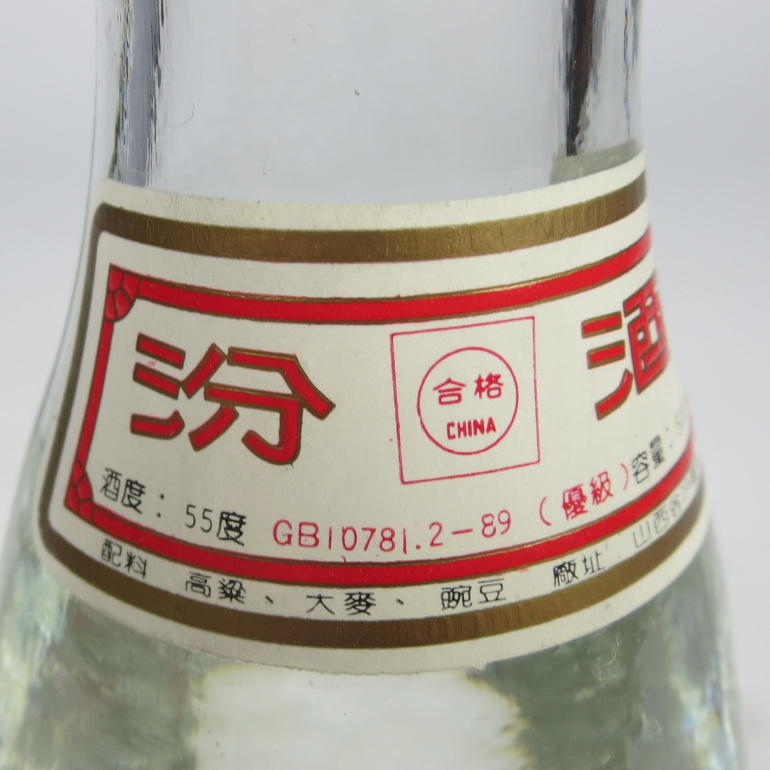 汾 酒
合格
CHINA
酒度：55度 GB10781.2－89（優級）容量：5
配料 高粱、大麥、豌豆 廠址 山西省